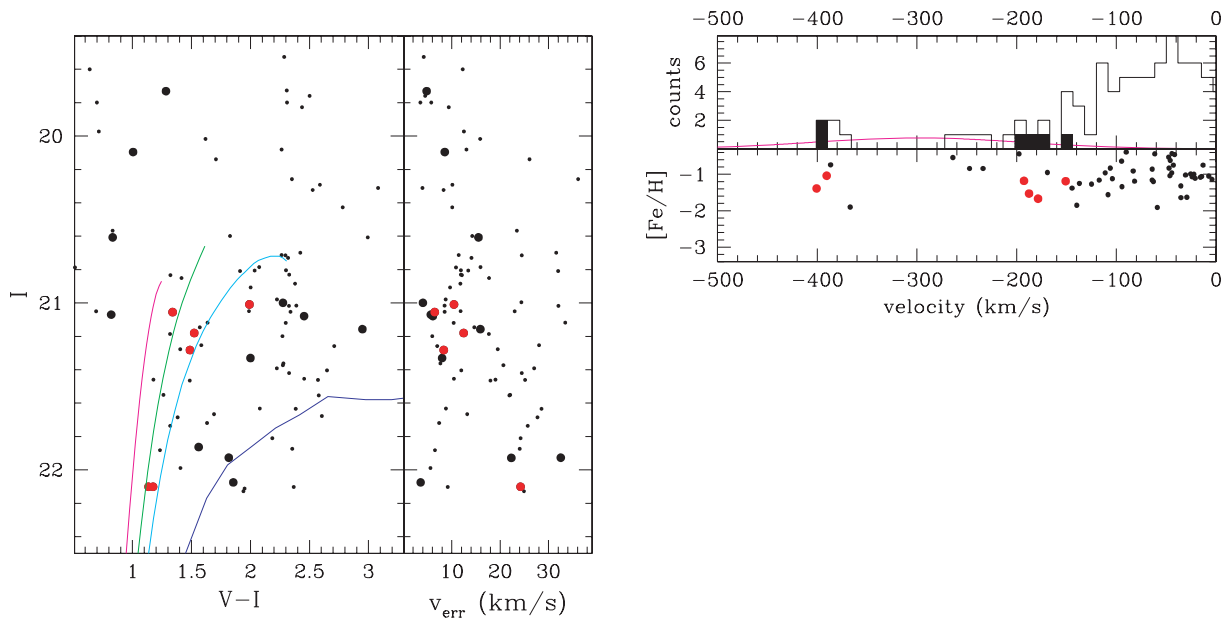 −500 −400 −300 −200 −100 0
counts
6
4
2
[Fe/H]
−1
−2
−3
−500 −400 −300 −200 −100 0
velocity (km/s)
I
20
21
22
1 1.5 2 2.5 3
V−I
10 20 30
v_err (km/s)